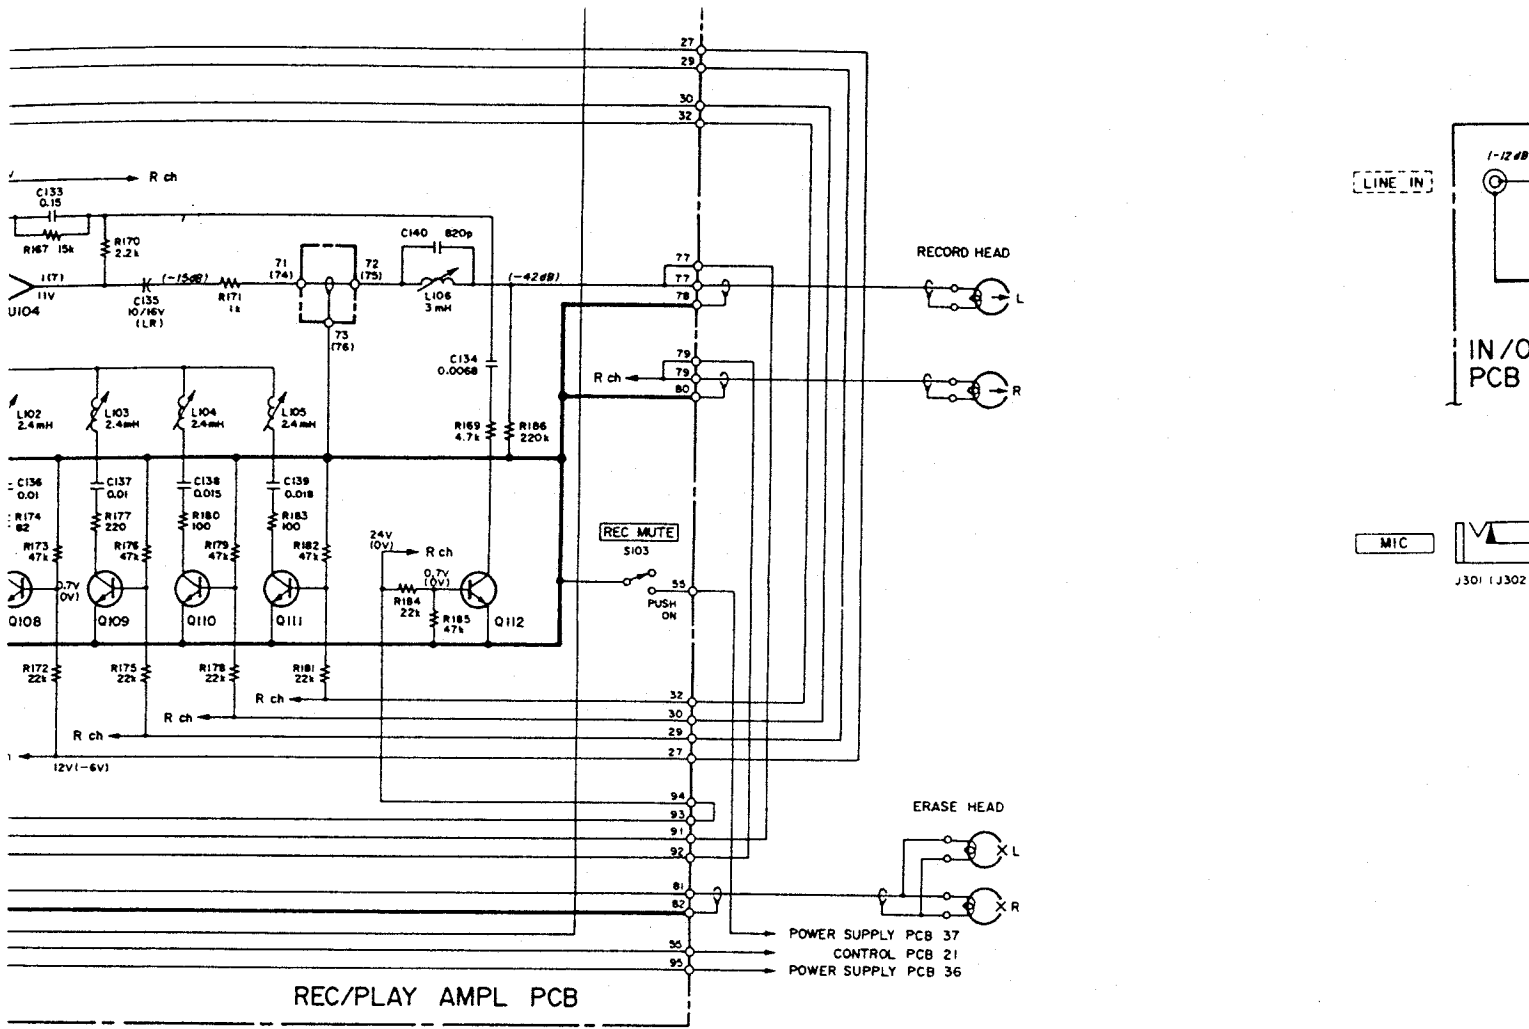 27
29
30
32
R ch
C133
0.15
R167 15k
R170
2.2k
1(7)
11V
U104
C135
10/16V
(LR)
(-15dB)
R171
1k
71
(74)
72
(75)
73
(76)
C140 820p
L106
3mH
(-42dB)
77
77
78
RECORD HEAD
L
79
79
80
R ch
R
C134
0.0068
L102
2.4mH
L103
2.4mH
L104
2.4mH
L105
2.4mH
R169
4.7k
R186
220k
C136
0.01
C137
0.01
C138
0.015
C139
0.018
R174
82
R177
220
R180
100
R183
100
R173
47k
R176
47k
R179
47k
R182
47k
24V
(0V)
R ch
0.7V
(0V)
0.7V
(0V)
R184
22k
R185
47k
Q108
Q109
Q110
Q111
Q112
REC MUTE
S103
55
PUSH
ON
R172
22k
R175
22k
R178
22k
R181
22k
R ch
32
R ch
30
R ch
29
27
12V(-6V)
94
93
91
92
81
82
55
95
ERASE HEAD
L
R
POWER SUPPLY PCB 37
CONTROL PCB 21
POWER SUPPLY PCB 36
REC/PLAY AMPL PCB
LINE IN
(-12dB
IN/O
PCB
MIC
J301 (J302